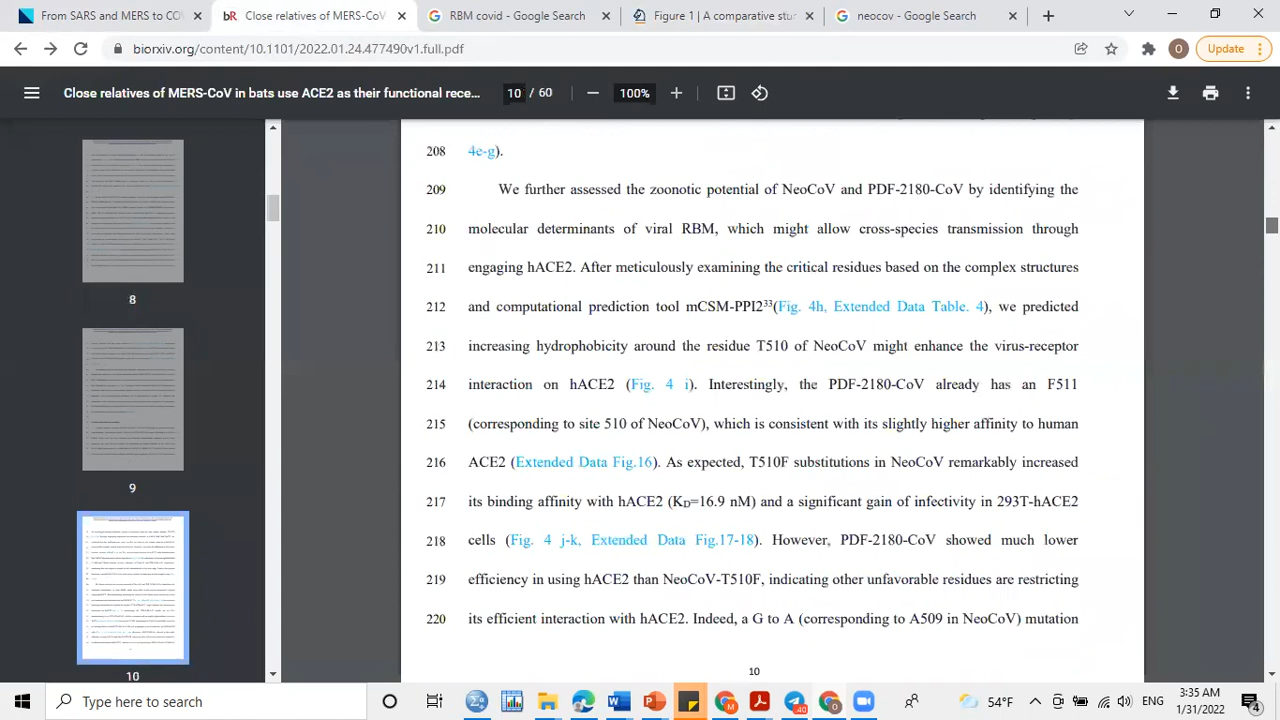 From SARS and MERS to CO
bR Close relatives of MERS-CoV
RBM covid - Google Search
Figure 1 | A comparative stu
neocov - Google Search
biorxiv.org/content/10.1101/2022.01.24.477490v1.full.pdf
O
Update
Close relatives of MERS-CoV in bats use ACE2 as their functional rece...
10 / 60
100%
8
9
10
208 4e-g).
209 We further assessed the zoonotic potential of NeoCoV and PDF-2180-CoV by identifying the
210 molecular determinants of viral RBM, which might allow cross-species transmission through
211 engaging hACE2. After meticulously examining the critical residues based on the complex structures
212 and computational prediction tool mCSM-PPI2³³(Fig. 4h, Extended Data Table. 4), we predicted
213 increasing hydrophobicity around the residue T510 of NeoCoV might enhance the virus-receptor
214 interaction on hACE2 (Fig. 4 i). Interestingly, the PDF-2180-CoV already has an F511
215 (corresponding to site 510 of NeoCoV), which is consistent with its slightly higher affinity to human
216 ACE2 (Extended Data Fig.16). As expected, T510F substitutions in NeoCoV remarkably increased
217 its binding affinity with hACE2 (KD=16.9 nM) and a significant gain of infectivity in 293T-hACE2
218 cells (Fig. 4 j-k, Extended Data Fig.17-18). However, PDF-2180-CoV showed much lower
219 efficiency in using hACE2 than NeoCoV-T510F, indicating other unfavorable residues are restricting
220 its efficient interaction with hACE2. Indeed, a G to A (corresponding to A509 in NeoCoV) mutation
10
Type here to search
40
54°F
ENG
3:35 AM
1/31/2022
4